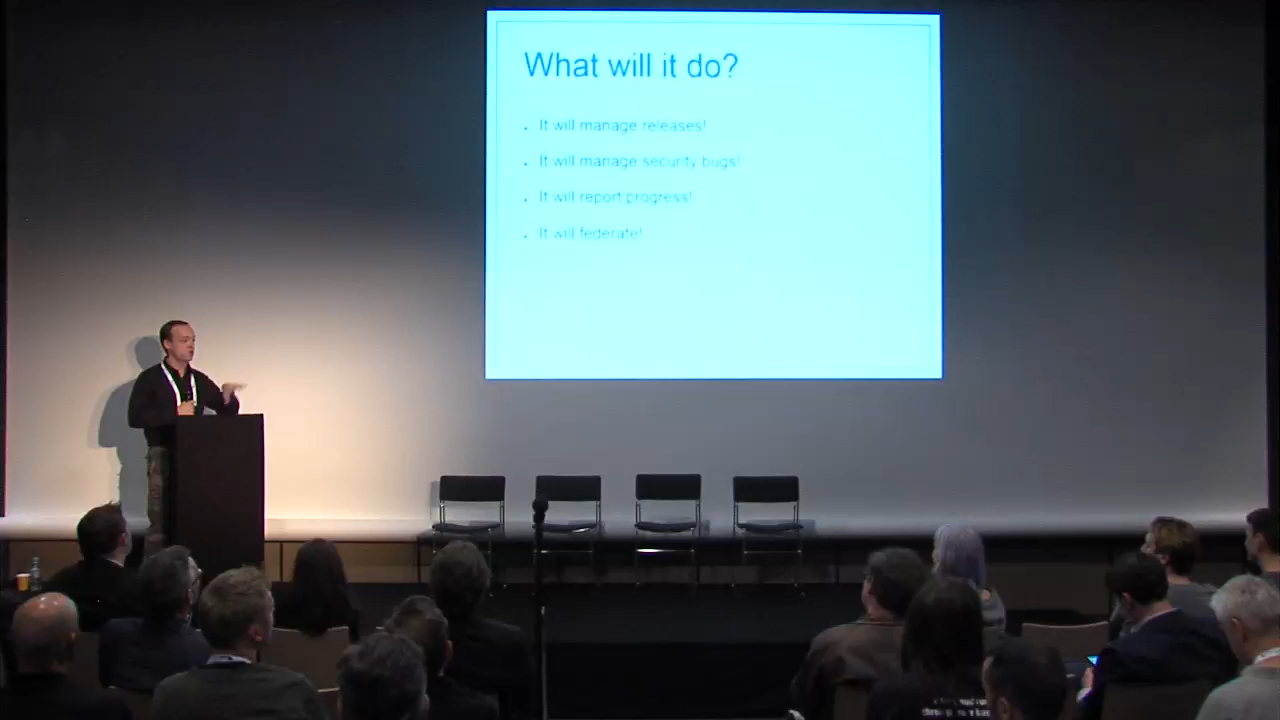 What will it do?
It will manage releases!
It will manage security bugs!
It will report progress!
It will federate!